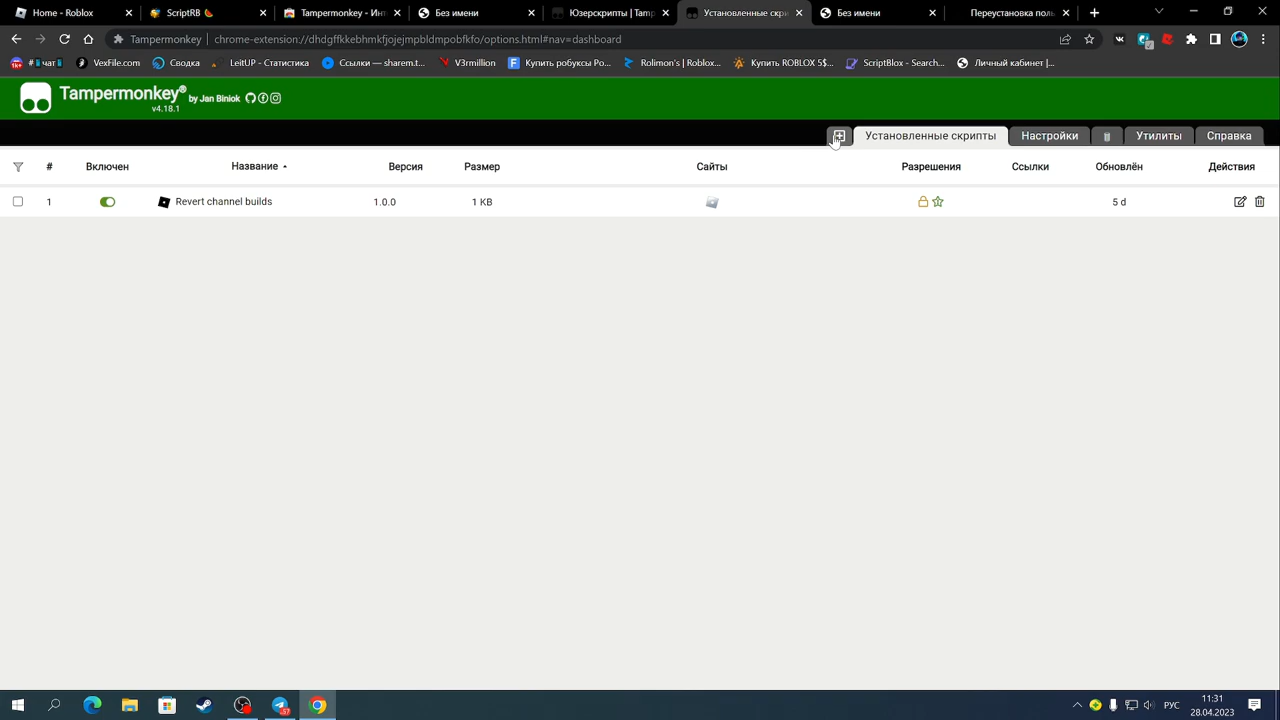 Home - Roblox
ScriptRB
Tampermonkey - Инт
Без имени
Юзерскрипты | Tamp
Установленные скри
Без имени
Переустановка поль
Tampermonkey chrome-extension://dhdgffkkebhmkfjojejmpbldmpobfkfo/options.html#nav=dashboard
VexFile.com
Сводка
LeitUP - Статистика
Ссылки — sharem.t...
V3rmillion
Купить робуксы Ро...
Rolimon's | Roblox...
Купить ROBLOX 5$...
ScriptBlox - Search...
Личный кабинет |...
Tampermonkey® by Jan Biniok
v4.18.1
Установленные скрипты
Настройки
Утилиты
Справка
# Включен Название Версия Размер Сайты Разрешения Ссылки Обновлён Действия
1 Revert channel builds 1.0.0 1 KB 5 d
37
РУС
11:31
28.04.2023